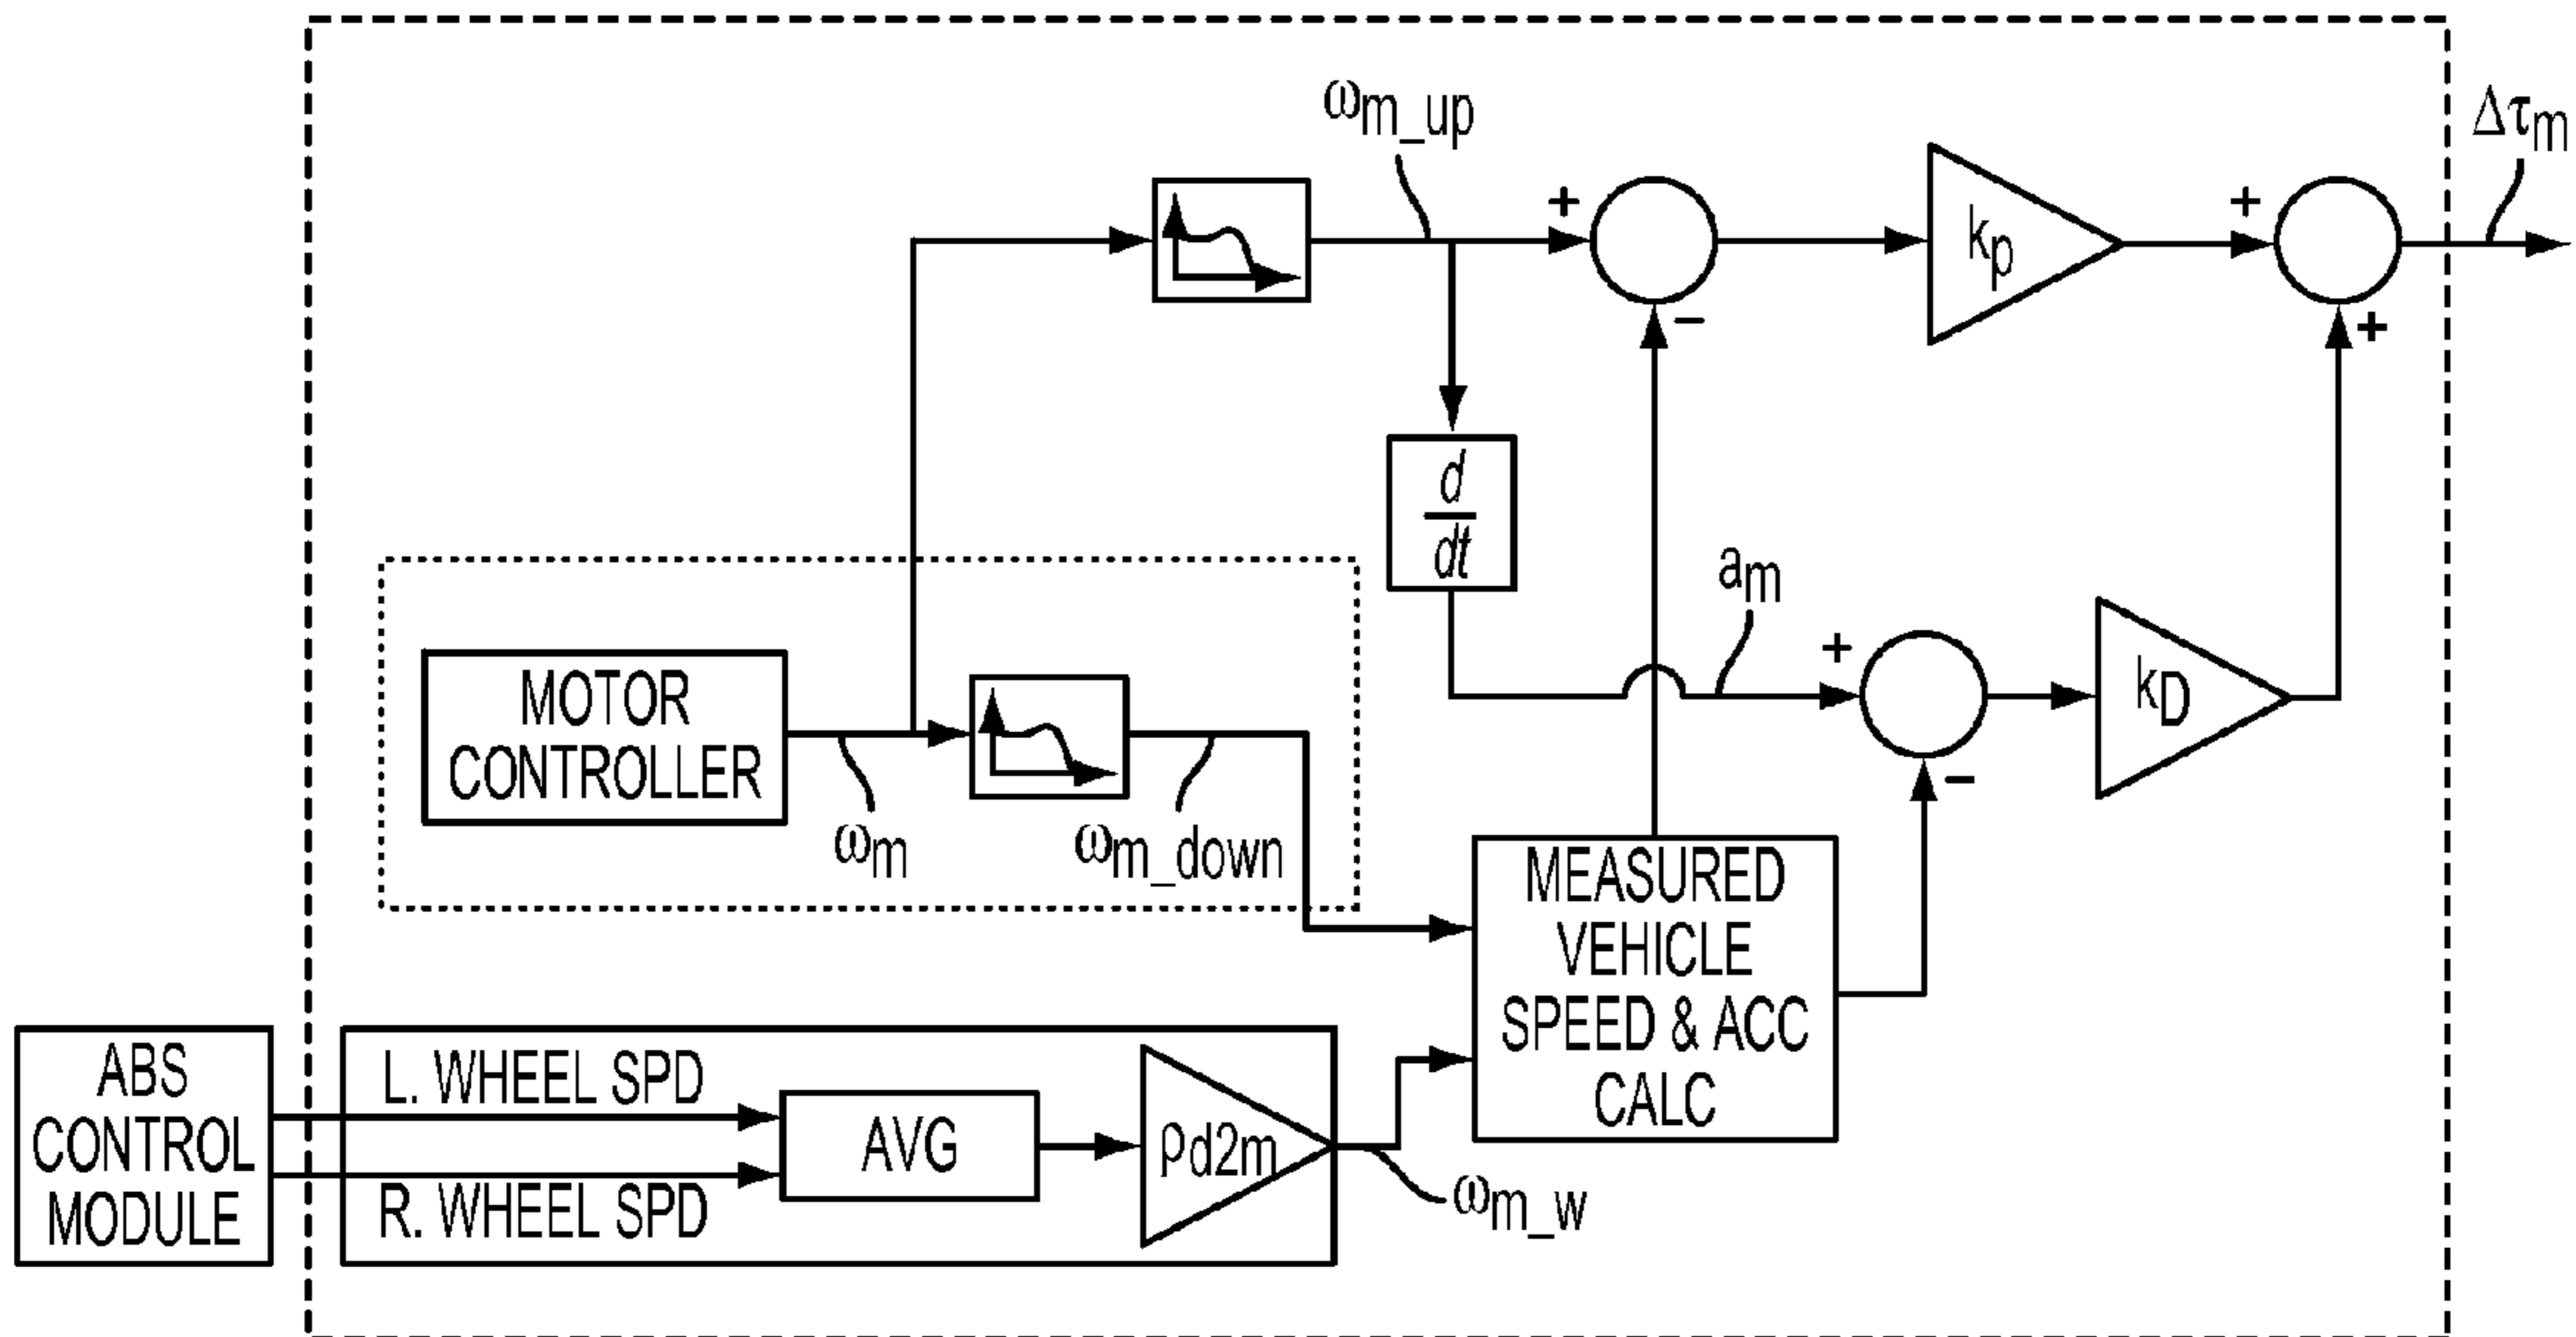 ωm_up
Δτm
+
+
kp
−
+
d
dt
am
+
MOTOR
CONTROLLER
kD
−
ωm
ωm_down
MEASURED
VEHICLE
SPEED & ACC
CALC
ABS
CONTROL
MODULE
L. WHEEL SPD
AVG
ρd2m
R. WHEEL SPD
ωm_w